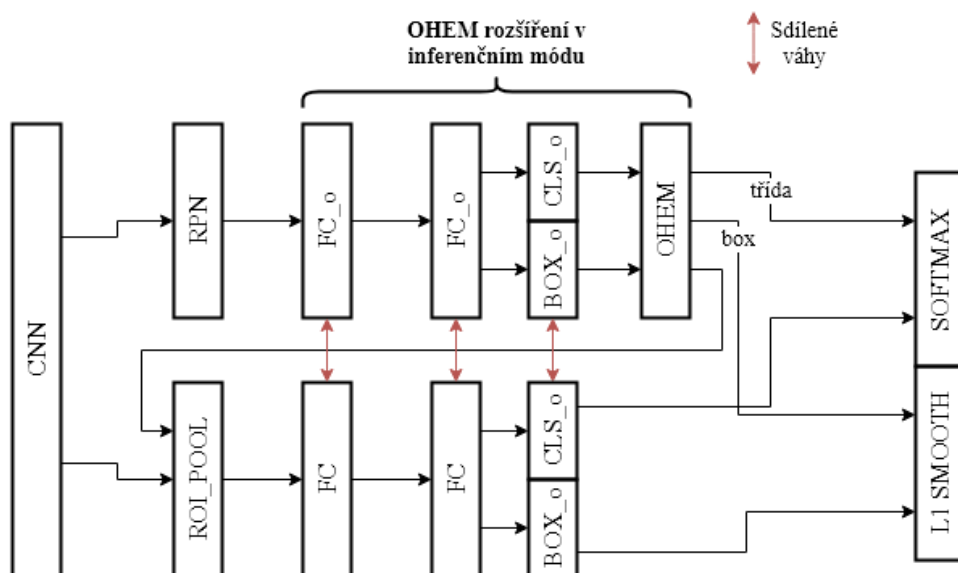 OHEM rozšíření v
inferenčním módu
Sdílené
váhy
CNN
RPN
FC_o
FC_o
CLS_o
BOX_o
OHEM
třída
box
SOFTMAX
L1 SMOOTH
ROI_POOL
FC
FC
CLS_o
BOX_o